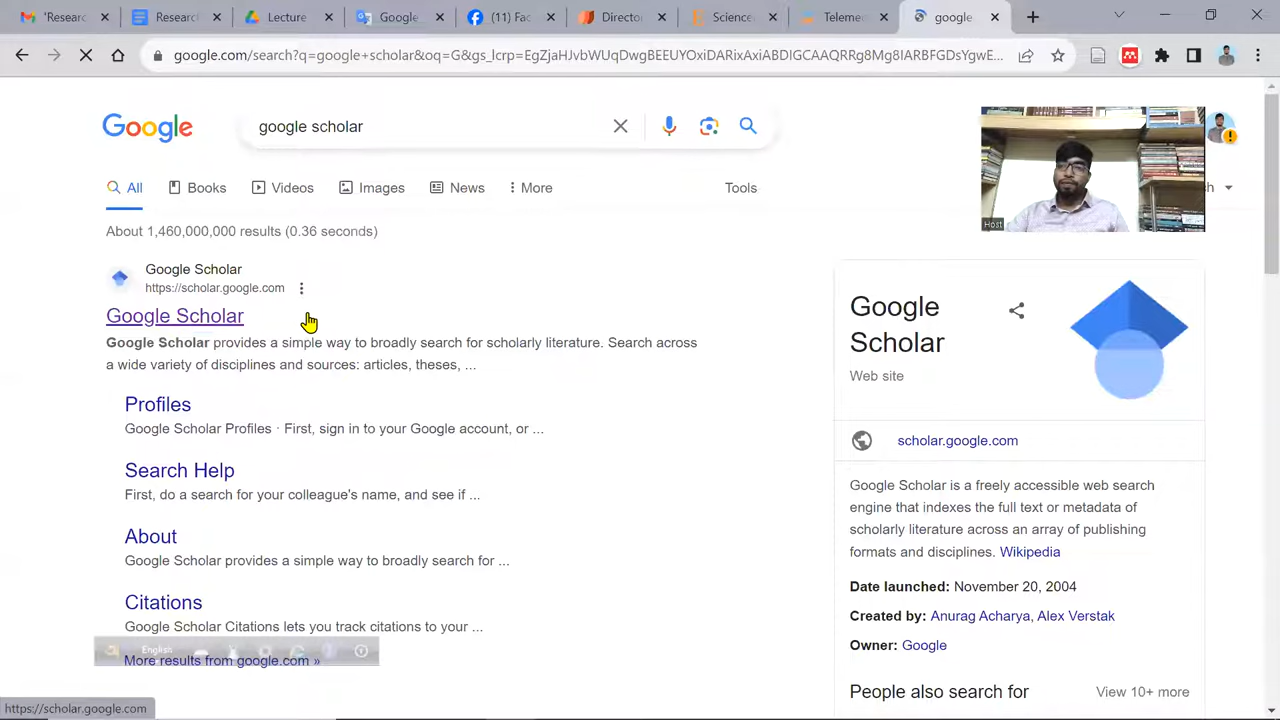 *Resear
Researc
Lecture
Google
(11) Fac
Directo
Science
Teleme
google
google.com/search?q=google+scholar&oq=G&gs_lcrp=EgZjaHJvbWUqDwgBEEUYOxiDARixAxiABDIGCAAQRRg8Mg8IARBFGDsYgwE...
Google
google scholar
All
Books
Videos
Images
News
More
Tools
ch
Host
About 1,460,000,000 results (0.36 seconds)
Google Scholar
https://scholar.google.com
Google Scholar
Google Scholar provides a simple way to broadly search for scholarly literature. Search across
a wide variety of disciplines and sources: articles, theses, ...
Profiles
Google Scholar Profiles · First, sign in to your Google account, or ...
Search Help
First, do a search for your colleague's name, and see if ...
About
Google Scholar provides a simple way to broadly search for ...
Citations
Google Scholar Citations lets you track citations to your ...
English
More results from google.com »
https://scholar.google.com
Google
Scholar
Web site
scholar.google.com
Google Scholar is a freely accessible web search
engine that indexes the full text or metadata of
scholarly literature across an array of publishing
formats and disciplines. Wikipedia
Date launched: November 20, 2004
Created by: Anurag Acharya, Alex Verstak
Owner: Google
People also search for
View 10+ more